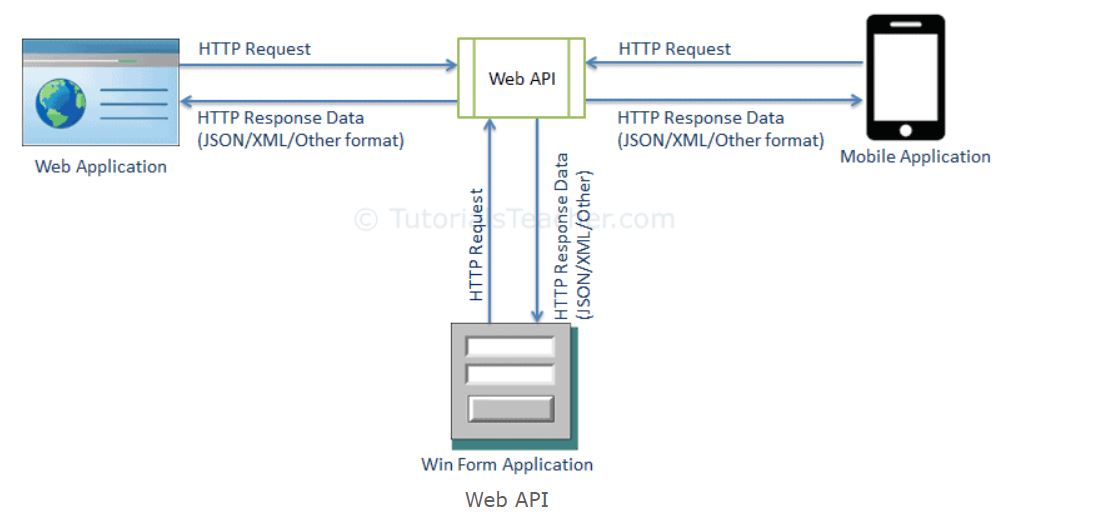 HTTP Request
HTTP Response Data
(JSON/XML/Other format)
Web Application
Web API
HTTP Request
HTTP Response Data
(JSON/XML/Other format)
Mobile Application
© TutorialsTeacher.com
HTTP Request
HTTP Response Data
(JSON/XML/Other)
Win Form Application
Web API